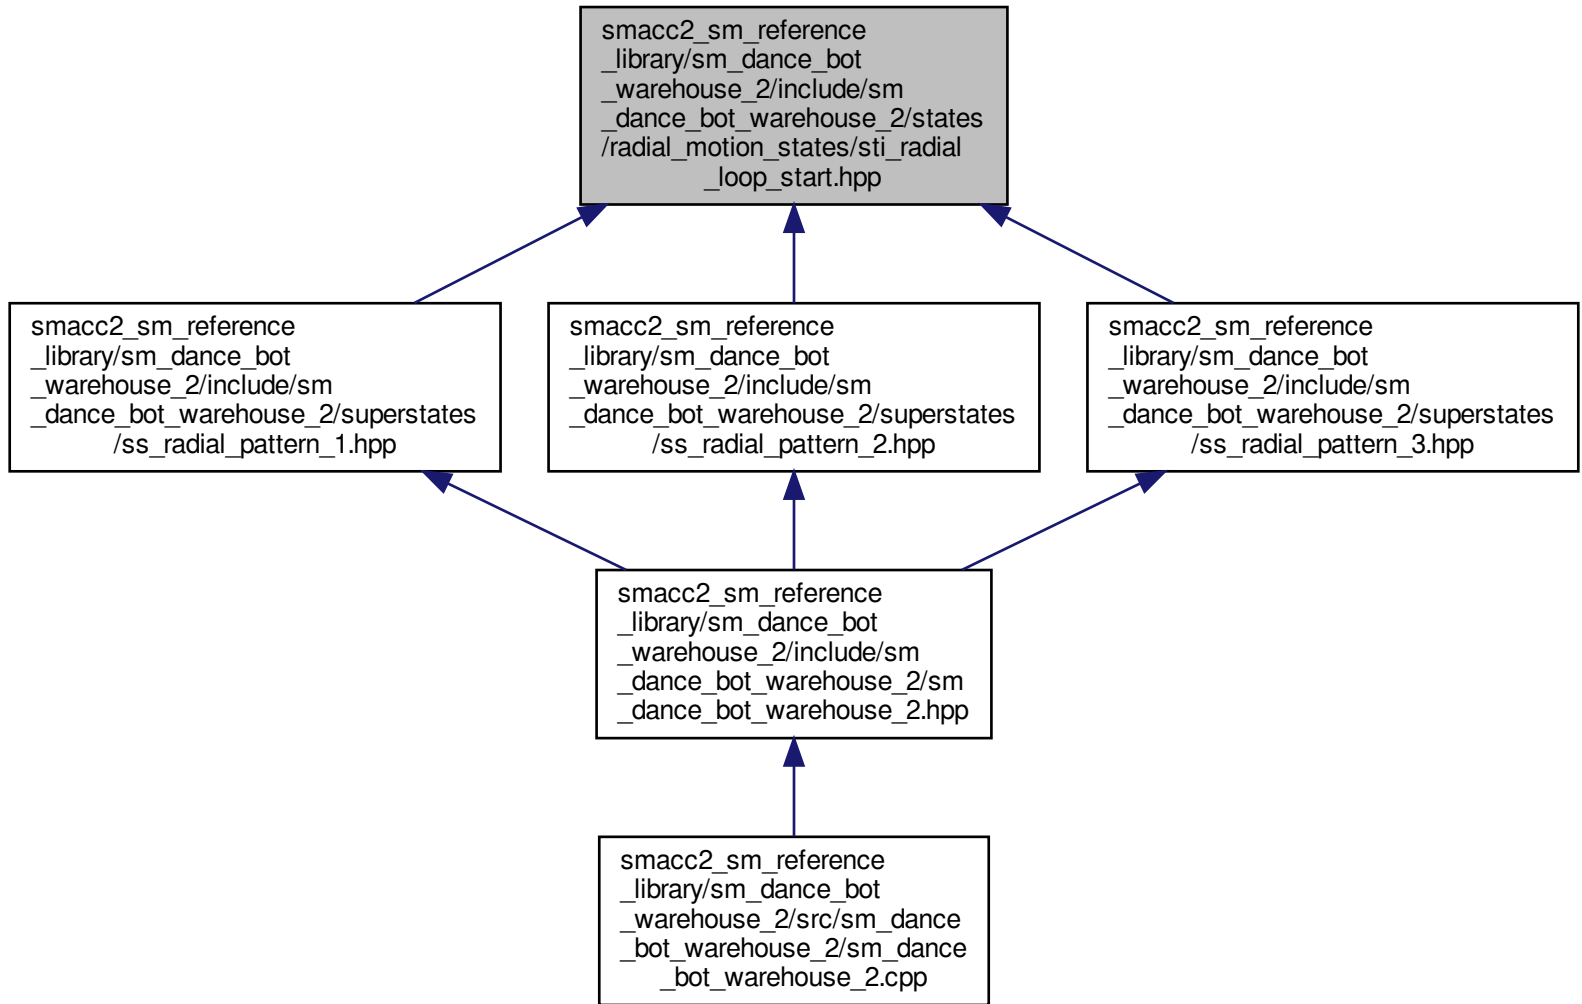 smacc2_sm_reference
_library/sm_dance_bot
_warehouse_2/include/sm
_dance_bot_warehouse_2/states
/radial_motion_states/sti_radial
_loop_start.hpp
smacc2_sm_reference
_library/sm_dance_bot
_warehouse_2/include/sm
_dance_bot_warehouse_2/superstates
/ss_radial_pattern_1.hpp
smacc2_sm_reference
_library/sm_dance_bot
_warehouse_2/include/sm
_dance_bot_warehouse_2/superstates
/ss_radial_pattern_2.hpp
smacc2_sm_reference
_library/sm_dance_bot
_warehouse_2/include/sm
_dance_bot_warehouse_2/superstates
/ss_radial_pattern_3.hpp
smacc2_sm_reference
_library/sm_dance_bot
_warehouse_2/include/sm
_dance_bot_warehouse_2/sm
_dance_bot_warehouse_2.hpp
smacc2_sm_reference
_library/sm_dance_bot
_warehouse_2/src/sm_dance
_bot_warehouse_2/sm_dance
_bot_warehouse_2.cpp